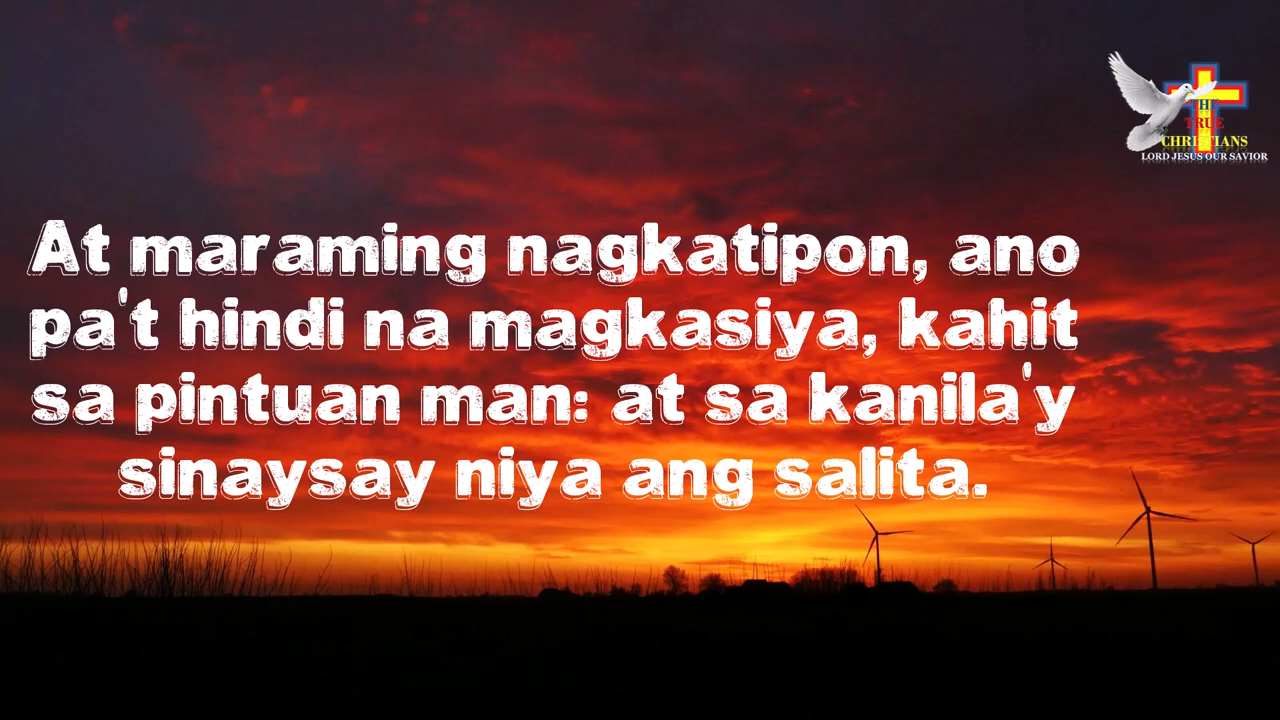 THE
TRUE
CHRISTIANS
LORD JESUS OUR SAVIOR
At maraming nagkatipon, ano
pa't hindi na magkasiya, kahit
sa pintuan man: at sa kanila'y
sinaysay niya ang salita.